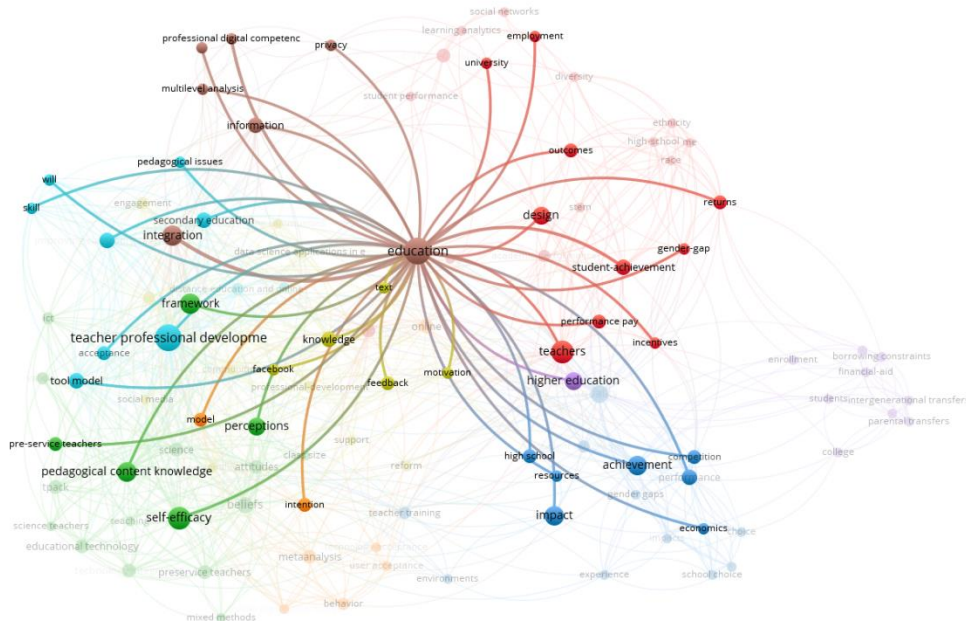 social networks
learning analytics
professional digital competenc
privacy
employment
university
diversity
multilevel analysis
student performance
information
ethnicity
high-school
me
race
outcomes
pedagogical issues
will
engagement
skill
returns
stem
design
secondary education
integration
data science applications in e
education
gender-gap
student-achievement
text
distance education and online
framework
ict
performance pay
online
teacher professional developme
knowledge
incentives
teachers
acceptance
enrollment
borrowing constraints
financial-aid
facebook
motivation
tool model
feedback
professional-development
higher education
social media
students
intergenerational transfer
parental transfers
model
perceptions
pre-service teachers
science
support
class size
college
high school
competition
reform
achievement
pedagogical content knowledge
attitudes
resources
performance
tpack
gender gaps
beliefs
intention
self-efficacy
impact
teacher training
science teachers
teaching
economics
choice
educational technology
metaanalysis
user acceptance
preservice teachers
environments
experience
school choice
behavior
mixed methods